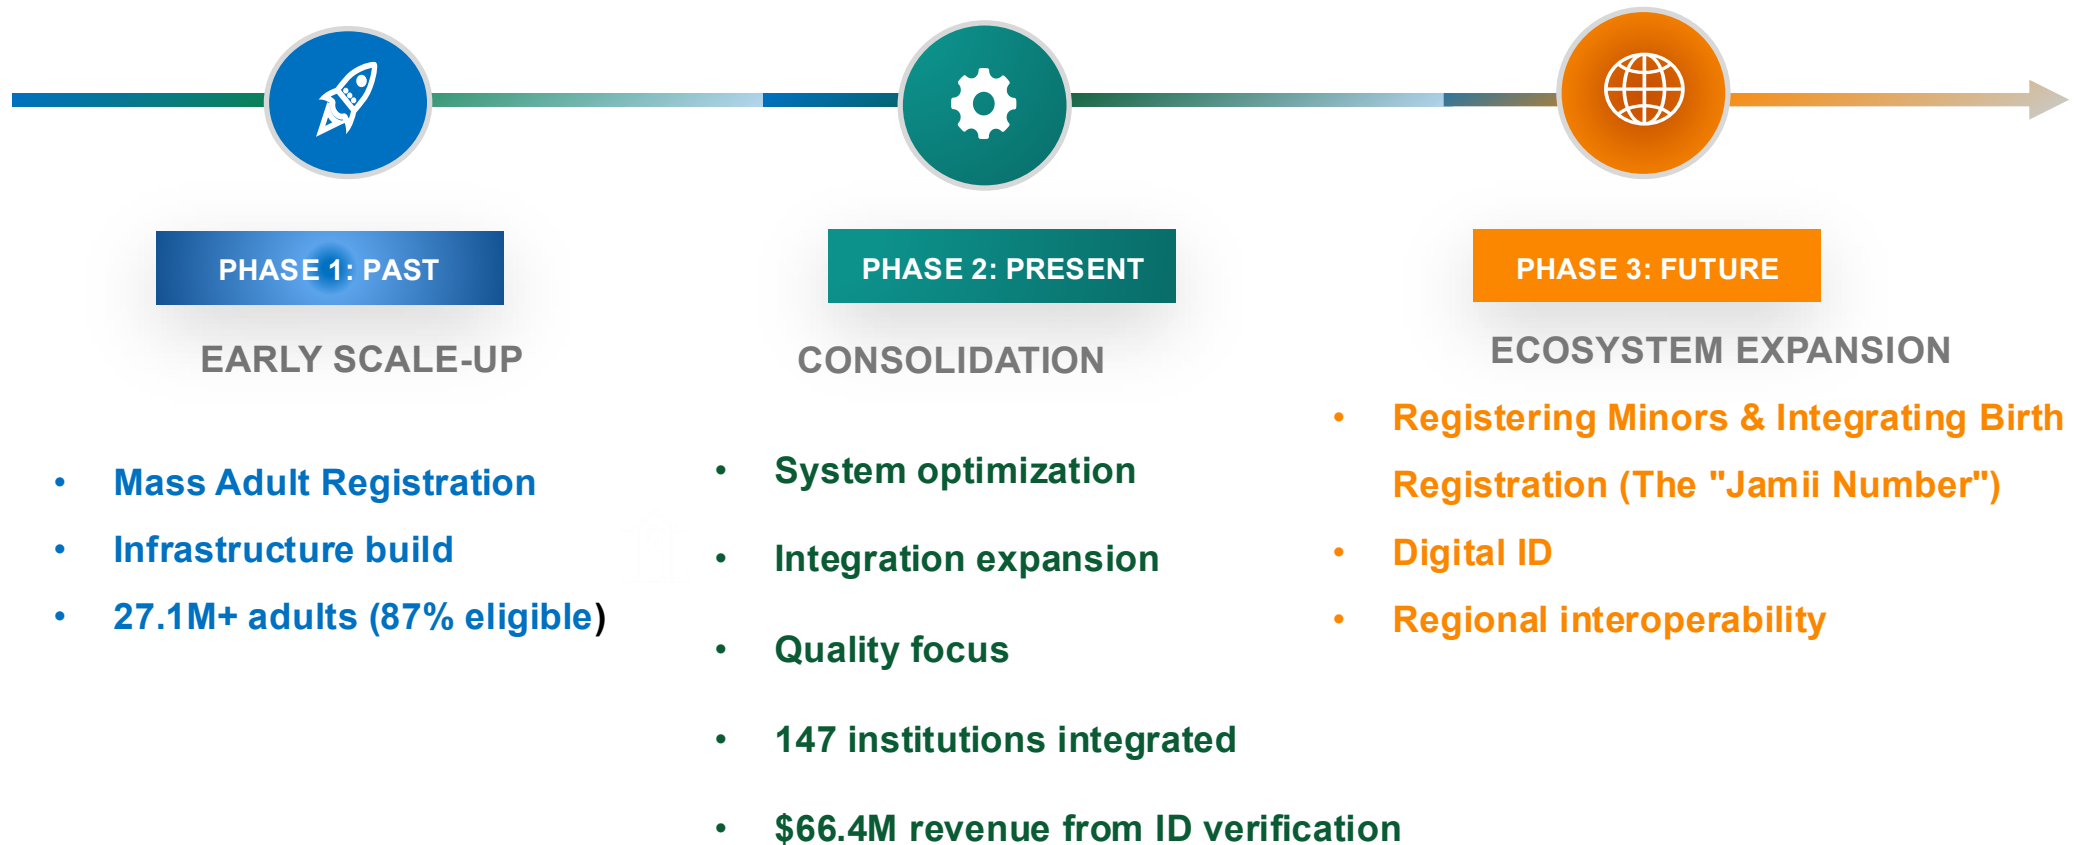 PHASE 1: PAST
EARLY SCALE-UP
• Mass Adult Registration
• Infrastructure build
• 27.1M+ adults (87% eligible)
PHASE 2: PRESENT
CONSOLIDATION
• System optimization
• Integration expansion
• Quality focus
• 147 institutions integrated
• $66.4M revenue from ID verification
PHASE 3: FUTURE
ECOSYSTEM EXPANSION
• Registering Minors & Integrating Birth
Registration (The "Jamii Number")
• Digital ID
• Regional interoperability